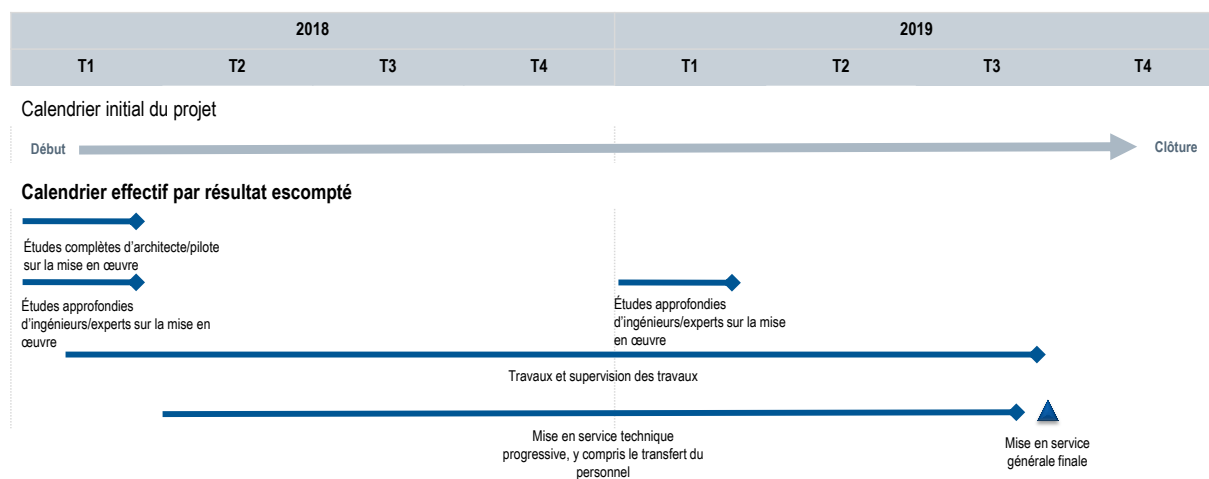 2018 2019
T1 T2 T3 T4 T1 T2 T3 T4
Calendrier initial du projet
Début Clôture
Calendrier effectif par résultat escompté
Études complètes d’architecte/pilote
sur la mise en œuvre
Études approfondies
d’ingénieurs/experts sur la mise en
œuvre
Études approfondies
d’ingénieurs/experts sur la mise
en œuvre
Travaux et supervision des travaux
Mise en service technique
progressive, y compris le transfert du
personnel
Mise en service
générale finale